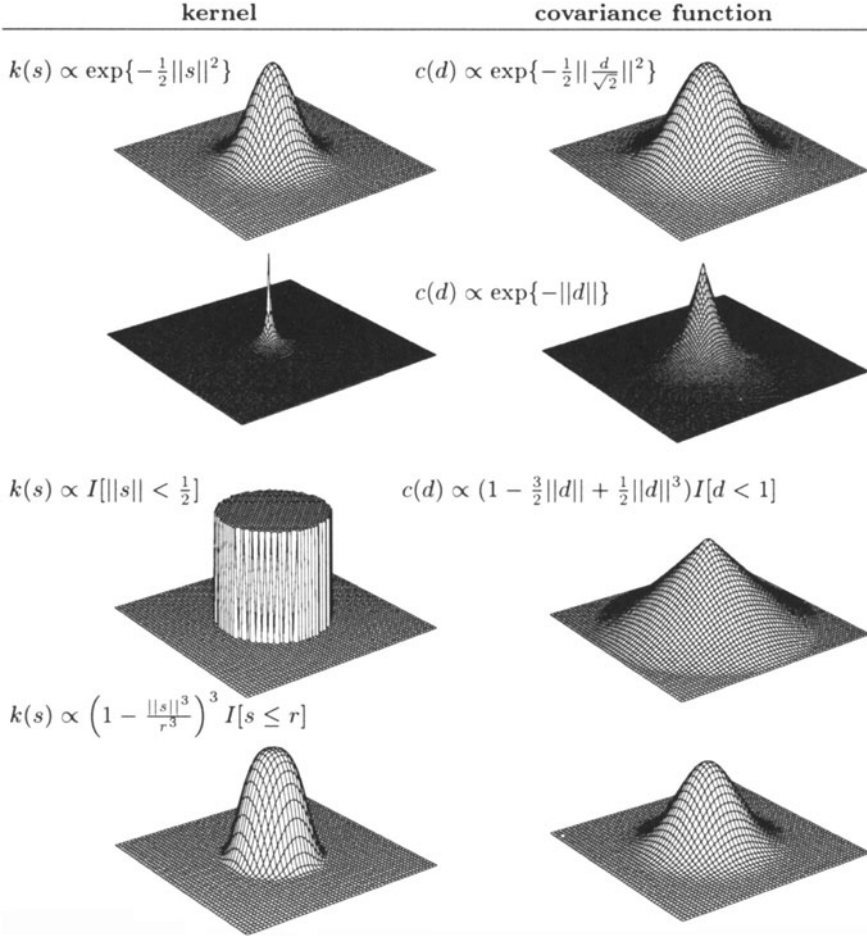 kernel covariance function
k(s) ∝ exp{−½||s||²} c(d) ∝ exp{−½||d/√2||²}
c(d) ∝ exp{−||d||}
k(s) ∝ I[||s|| < ½] c(d) ∝ (1 − 3/2||d|| + ½||d||³)I[d < 1]
k(s) ∝ (1 − ||s||³/r³)³ I[s ≤ r]